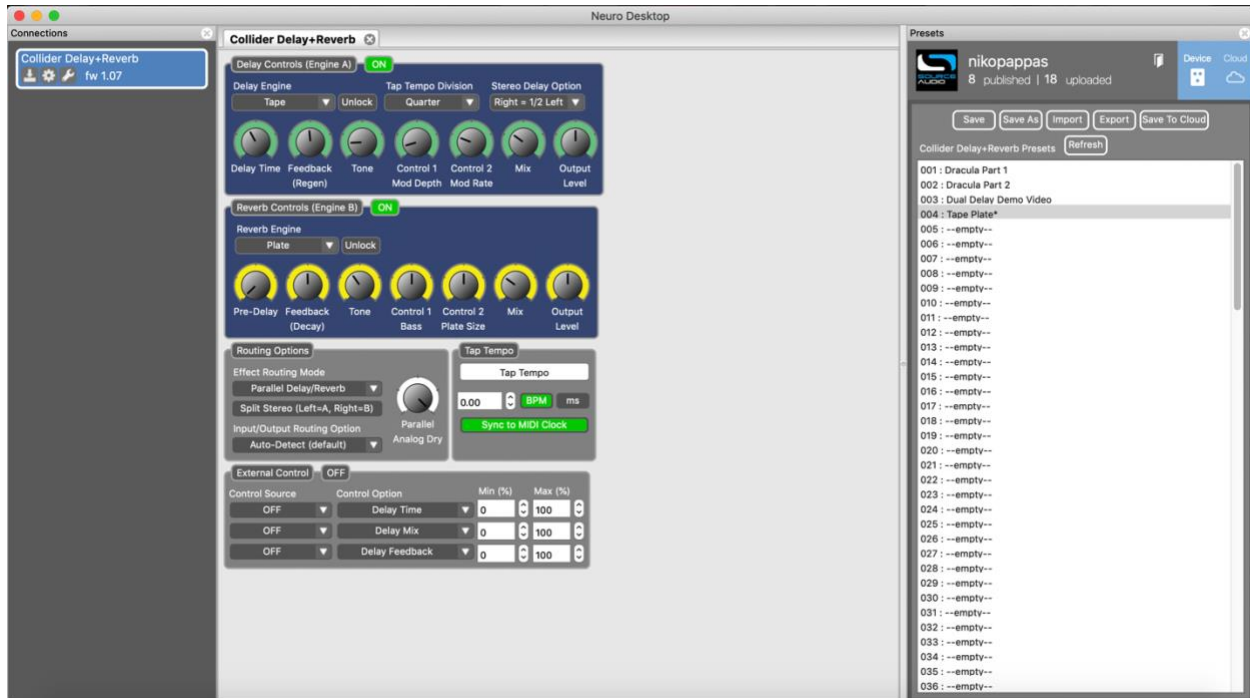 Neuro Desktop
Connections
Collider Delay+Reverb
fw 1.07
Collider Delay+Reverb
Delay Controls (Engine A) ON
Delay Engine Tap Tempo Division Stereo Delay Option
Tape Unlock Quarter Right = 1/2 Left
Delay Time Feedback (Regen) Tone Control 1 Mod Depth Control 2 Mod Rate Mix Output Level
Reverb Controls (Engine B) ON
Reverb Engine
Plate Unlock
Pre-Delay Feedback (Decay) Tone Control 1 Bass Control 2 Plate Size Mix Output Level
Routing Options
Effect Routing Mode
Parallel Delay/Reverb
Split Stereo (Left=A, Right=B)
Input/Output Routing Option
Auto-Detect (default)
Parallel
Analog Dry
Tap Tempo
Tap Tempo
0.00 BPM ms
Sync to MIDI Clock
External Control OFF
Control Source Control Option Min (%) Max (%)
OFF Delay Time 0 100
OFF Delay Mix 0 100
OFF Delay Feedback 0 100
Presets
SOURCE AUDIO
nikopappas
8 published | 18 uploaded
Device Cloud
Save Save As Import Export Save To Cloud
Collider Delay+Reverb Presets Refresh
001 : Dracula Part 1
002 : Dracula Part 2
003 : Dual Delay Demo Video
004 : Tape Plate*
005 : --empty--
006 : --empty--
007 : --empty--
008 : --empty--
009 : --empty--
010 : --empty--
011 : --empty--
012 : --empty--
013 : --empty--
014 : --empty--
015 : --empty--
016 : --empty--
017 : --empty--
018 : --empty--
019 : --empty--
020 : --empty--
021 : --empty--
022 : --empty--
023 : --empty--
024 : --empty--
025 : --empty--
026 : --empty--
027 : --empty--
028 : --empty--
029 : --empty--
030 : --empty--
031 : --empty--
032 : --empty--
033 : --empty--
034 : --empty--
035 : --empty--
036 : --empty--